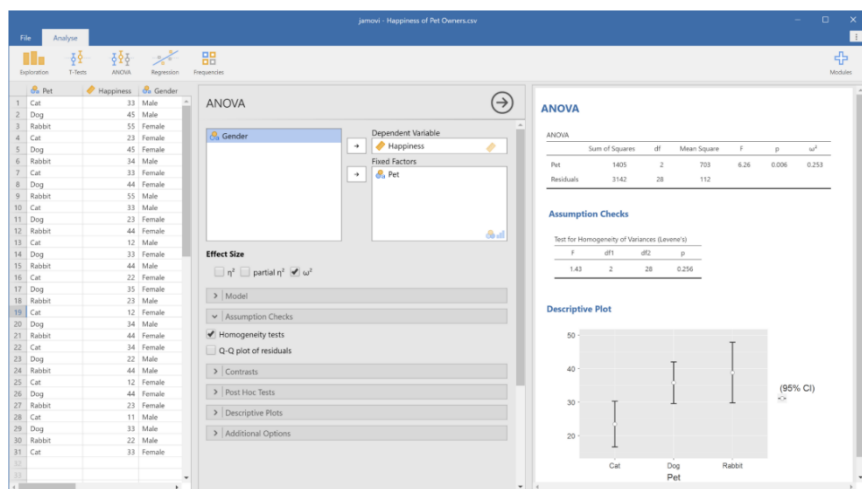 jamovi - Happiness of Pet Owners.csv
File Analyse
Exploration T-Tests ANOVA Regression Frequencies Modules
Pet Happiness Gender
1 Cat 33 Male
2 Dog 45 Male
3 Rabbit 55 Female
4 Cat 23 Female
5 Dog 45 Female
6 Rabbit 34 Male
7 Cat 33 Female
8 Dog 44 Female
9 Rabbit 55 Male
10 Cat 33 Male
11 Dog 23 Female
12 Rabbit 44 Female
13 Cat 12 Male
14 Dog 33 Female
15 Rabbit 44 Male
16 Cat 22 Female
17 Dog 35 Female
18 Rabbit 23 Male
19 Cat 12 Female
20 Dog 34 Male
21 Rabbit 44 Female
22 Cat 34 Female
23 Dog 22 Male
24 Rabbit 44 Male
25 Cat 12 Female
26 Dog 44 Female
27 Rabbit 23 Female
28 Cat 11 Male
29 Dog 33 Male
30 Rabbit 22 Male
31 Cat 33 Female
32
33
ANOVA
Gender
Dependent Variable
Happiness
Fixed Factors
Pet
Effect Size
η² partial η² ω²
Model
Assumption Checks
Homogeneity tests
Q-Q plot of residuals
Contrasts
Post Hoc Tests
Descriptive Plots
Additional Options
ANOVA
ANOVA
Sum of Squares df Mean Square F p ω²
Pet 1405 2 703 6.26 0.006 0.253
Residuals 3142 28 112
Assumption Checks
Test for Homogeneity of Variances (Levene's)
F df1 df2 p
1.43 2 28 0.256
Descriptive Plot
50
40
30
20
(95% CI)
Cat Dog Rabbit
Pet